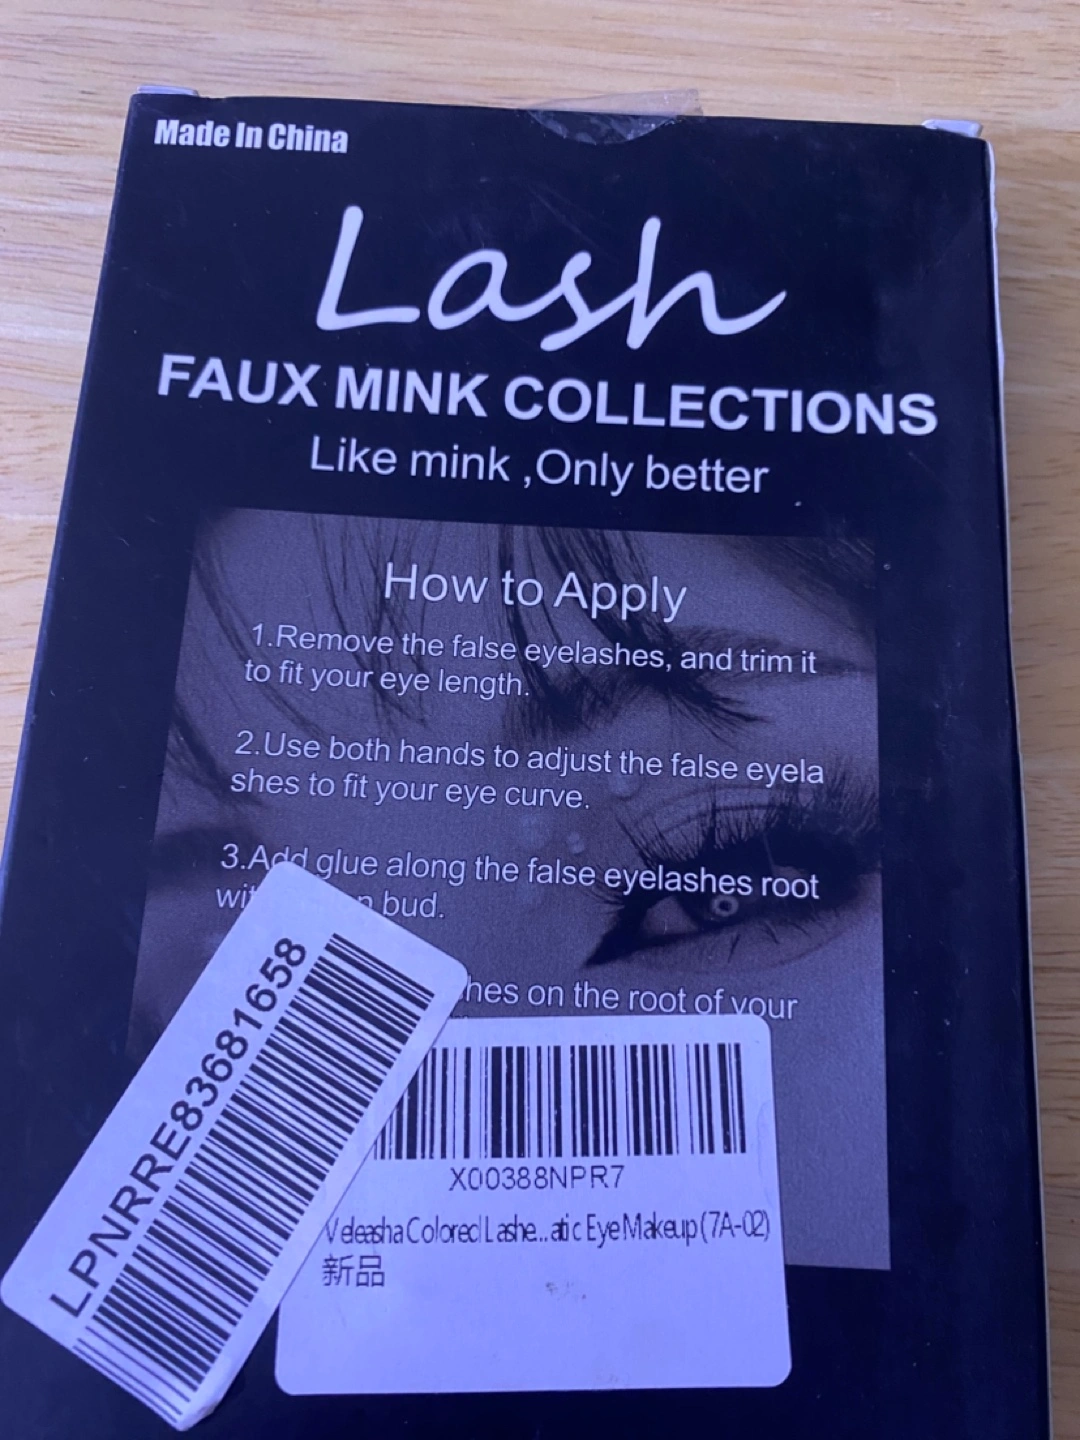 Made In China
Lash
FAUX MINK COLLECTIONS
Like mink ,Only better
How to Apply
1.Remove the false eyelashes, and trim it
to fit your eye length.
2.Use both hands to adjust the false eyela
shes to fit your eye curve.
3.Add glue along the false eyelashes root
bud.
on the root of your
LPNRRE83681658
X00388NPR7
Veleasha Colored Lashe...atic Eye Makeup (7A-02)
新品